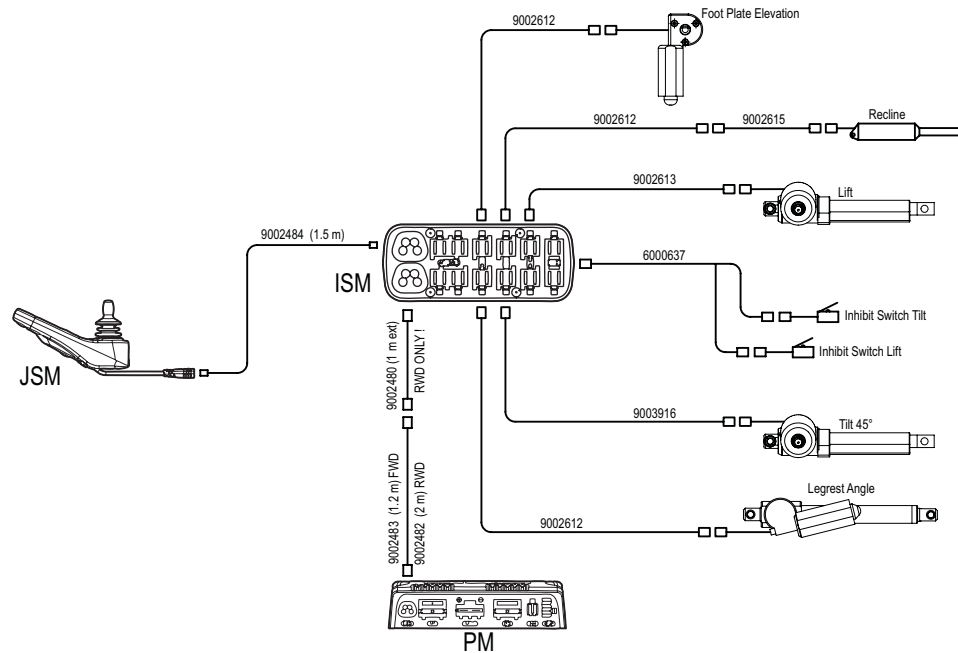 9002612
Foot Plate Elevation
9002612
9002615
Recline
9002613
Lift
9002484 (1.5 m)
ISM
6000637
Inhibit Switch Tilt
Inhibit Switch Lift
JSM
9002480 (1 m ext)
RWD ONLY !
9003916
Tilt 45°
9002483 (1.2 m) FWD
9002482 (2 m) RWD
Legrest Angle
9002612
PM